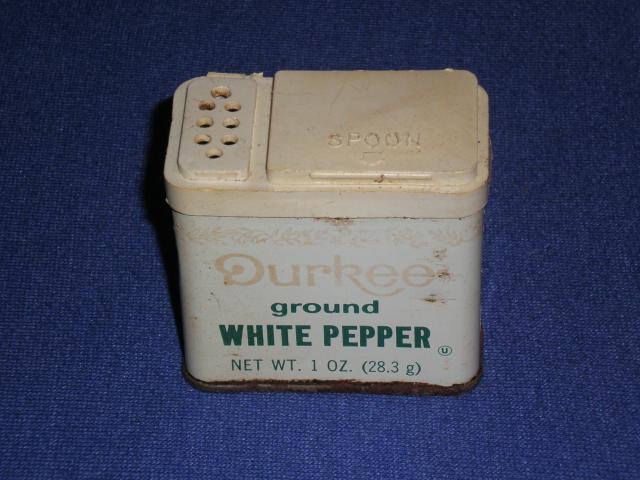 SPOON
Durkee
ground
WHITE PEPPER
U
NET WT. 1 OZ. (28.3 g)